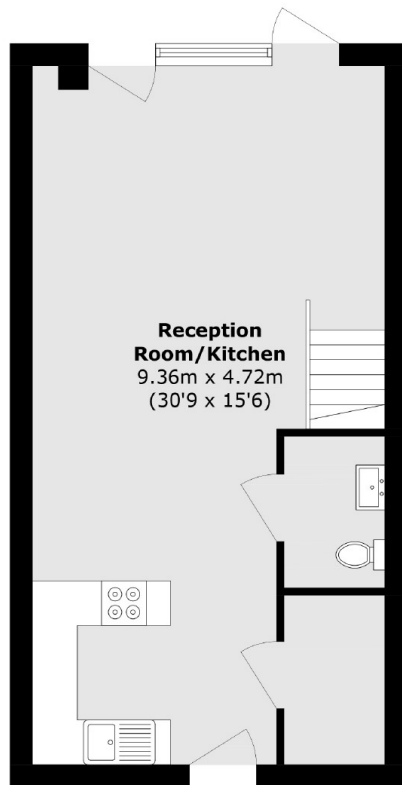 Reception
Room/Kitchen
9.36m x 4.72m
(30'9 x 15'6)